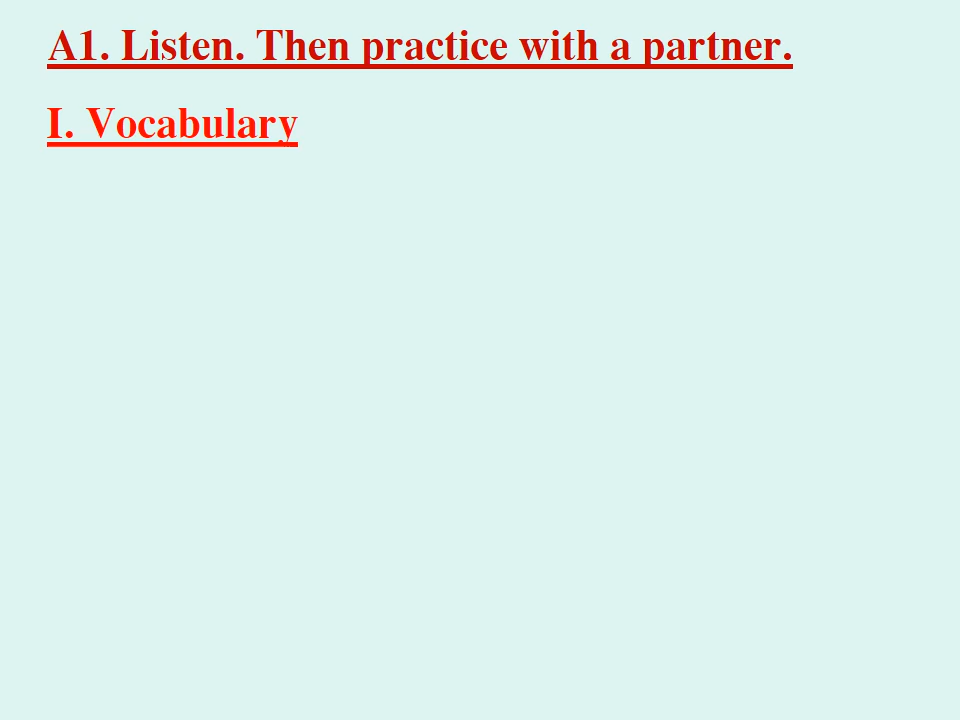 A1. Listen. Then practice with a partner.
I. Vocabulary